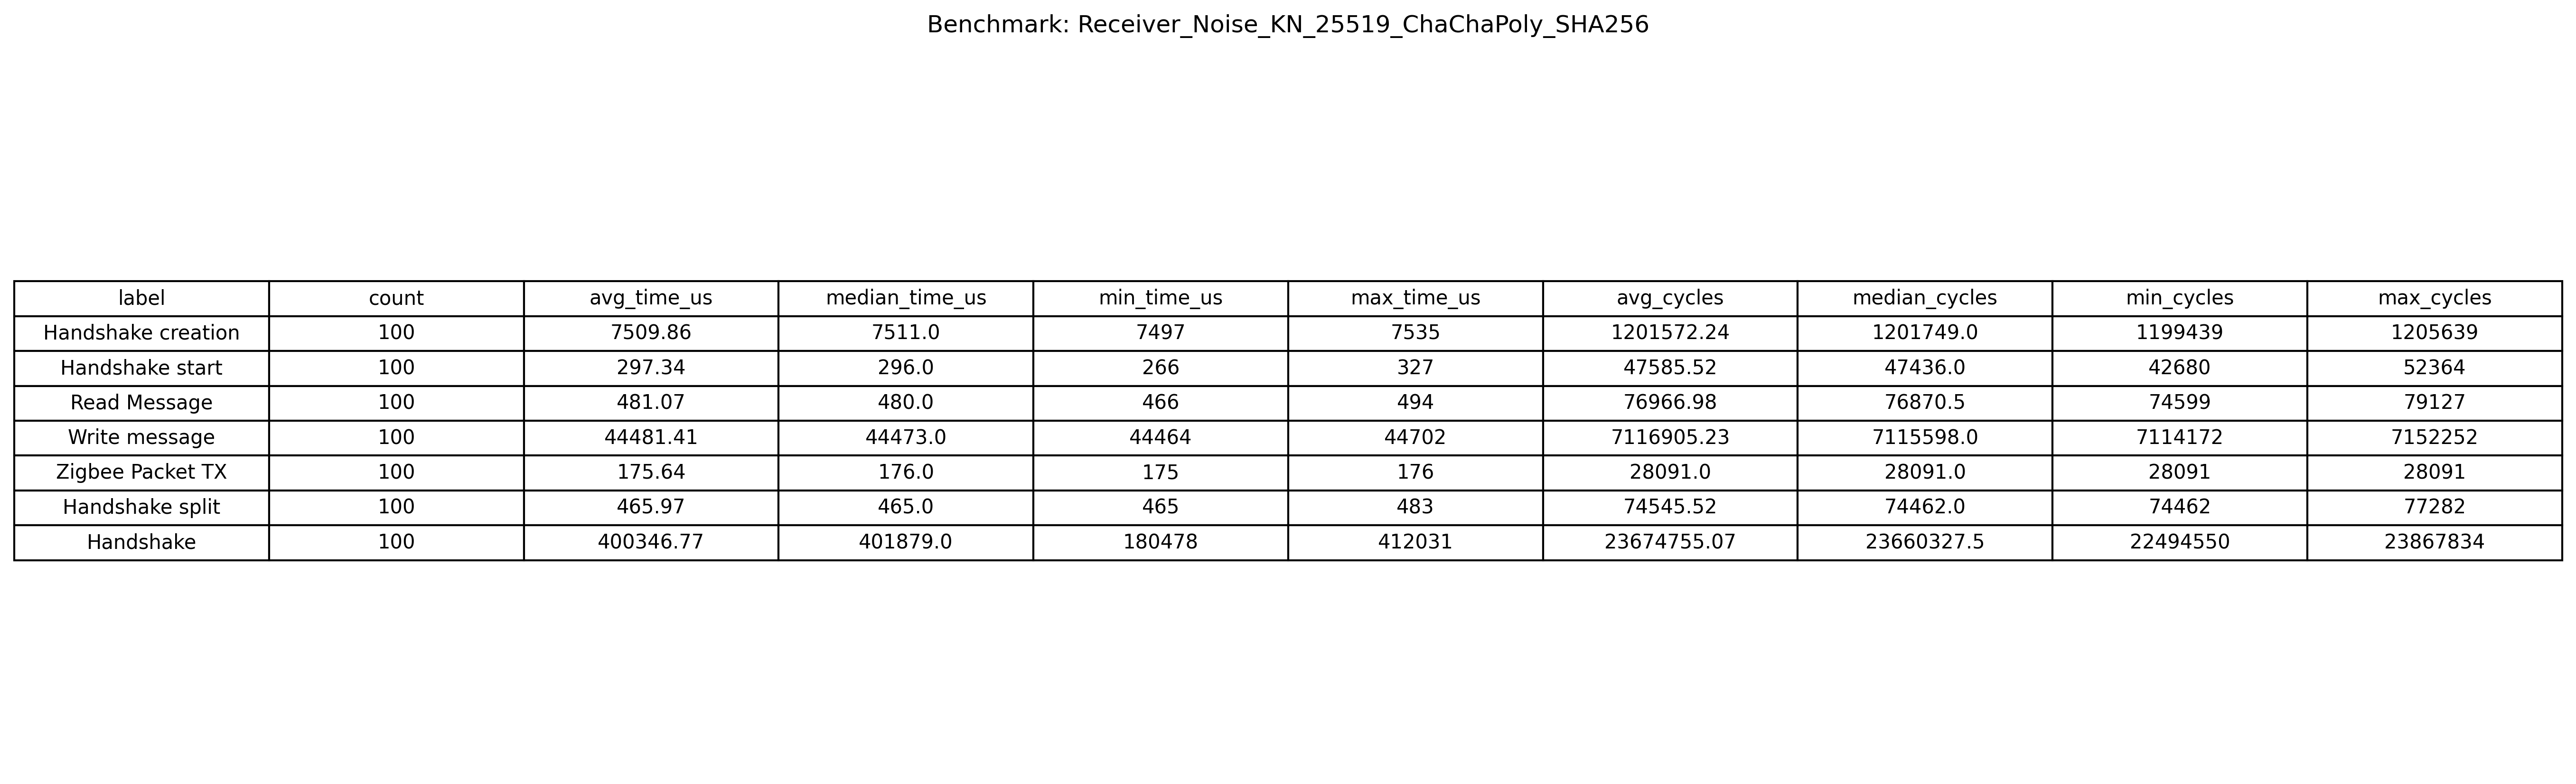 Benchmark: Receiver_Noise_KN_25519_ChaChaPoly_SHA256
label count avg_time_us median_time_us min_time_us max_time_us avg_cycles median_cycles min_cycles max_cycles
Handshake creation 100 7509.86 7511.0 7497 7535 1201572.24 1201749.0 1199439 1205639
Handshake start 100 297.34 296.0 266 327 47585.52 47436.0 42680 52364
Read Message 100 481.07 480.0 466 494 76966.98 76870.5 74599 79127
Write message 100 44481.41 44473.0 44464 44702 7116905.23 7115598.0 7114172 7152252
Zigbee Packet TX 100 175.64 176.0 175 176 28091.0 28091.0 28091 28091
Handshake split 100 465.97 465.0 465 483 74545.52 74462.0 74462 77282
Handshake 100 400346.77 401879.0 180478 412031 23674755.07 23660327.5 22494550 23867834